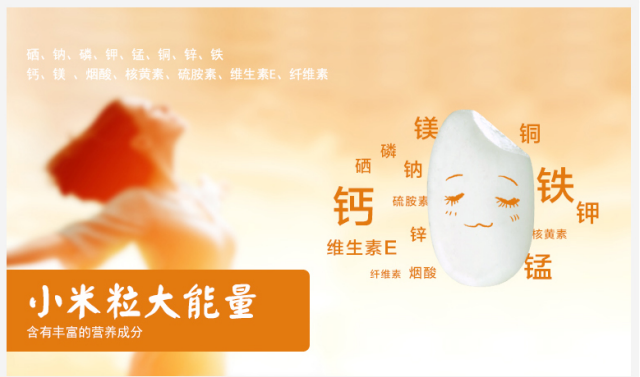 硒、钠、磷、钾、锰、铜、锌、铁
钙、镁 、烟酸、核黄素、硫胺素、维生素E、纤维素
镁
铜
磷
硒
钠
铁
钙
硫胺素
钾
锌
核黄素
维生素E
锰
纤维素
烟酸
小米粒大能量
含有丰富的营养成分